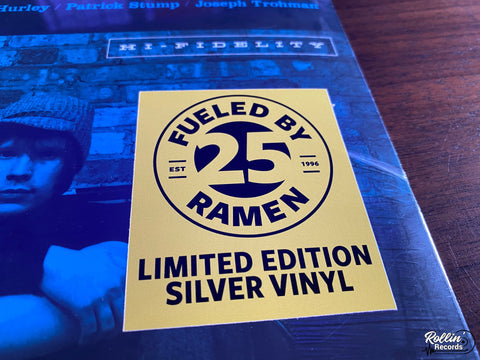 Hurley / Patrick Stump / Joseph Trohman
HI-FIDELITY
FUELED BY
25
EST 1996
RAMEN
LIMITED EDITION
SILVER VINYL
Rollin' Records